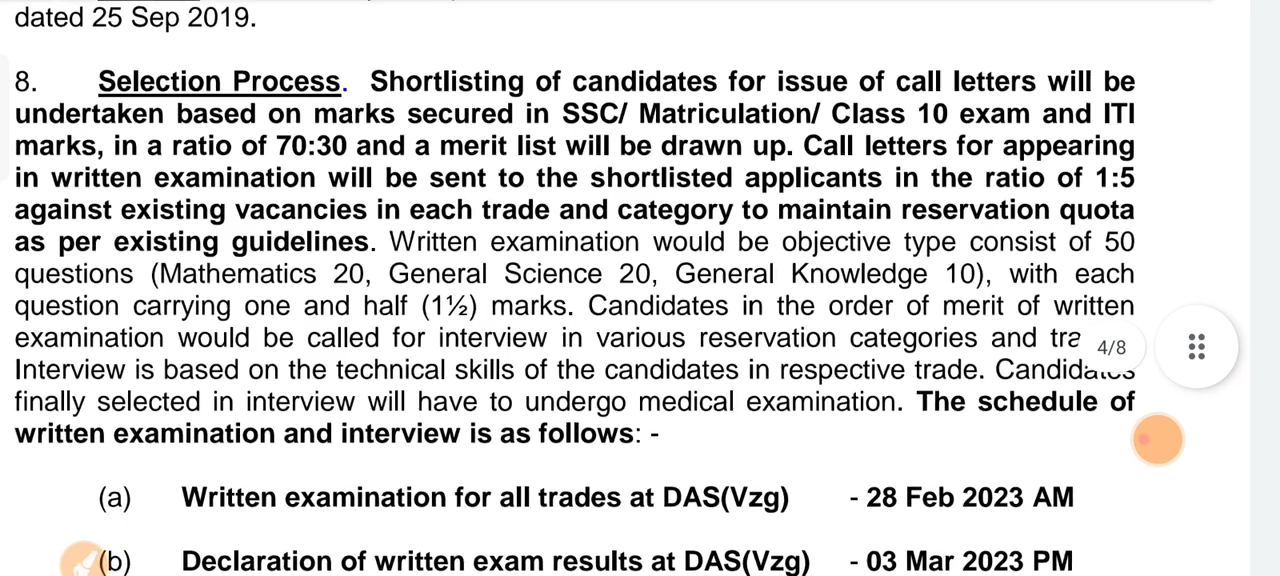 dated 25 Sep 2019.
8. Selection Process. Shortlisting of candidates for issue of call letters will be
undertaken based on marks secured in SSC/ Matriculation/ Class 10 exam and ITI
marks, in a ratio of 70:30 and a merit list will be drawn up. Call letters for appearing
in written examination will be sent to the shortlisted applicants in the ratio of 1:5
against existing vacancies in each trade and category to maintain reservation quota
as per existing guidelines. Written examination would be objective type consist of 50
questions (Mathematics 20, General Science 20, General Knowledge 10), with each
question carrying one and half (1½) marks. Candidates in the order of merit of written
examination would be called for interview in various reservation categories and
4/8
Interview is based on the technical skills of the candidates in respective trade. Candidates
finally selected in interview will have to undergo medical examination. The schedule of
written examination and interview is as follows: -
(a) Written examination for all trades at DAS(Vzg) - 28 Feb 2023 AM
(b) Declaration of written exam results at DAS(Vzg) - 03 Mar 2023 PM